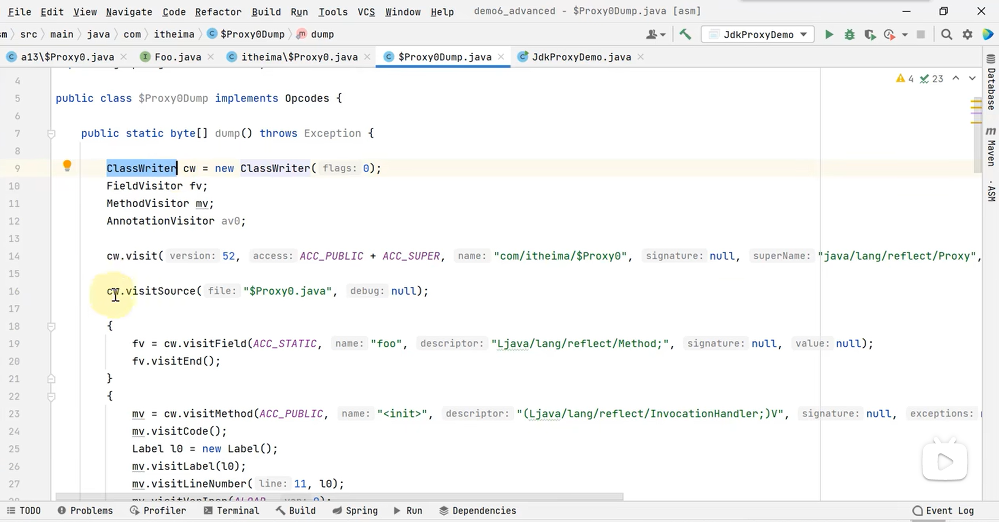 File Edit View Navigate Code Refactor Build Run Tools VCS Window Help demo6_advanced - $Proxy0Dump.java [asm]
src main java com itheima $Proxy0Dump dump JdkProxyDemo
a13\$Proxy0.java Foo.java itheima\$Proxy0.java $Proxy0Dump.java JdkProxyDemo.java
4 4 23
5 public class $Proxy0Dump implements Opcodes {
6
7 public static byte[] dump() throws Exception {
8
9 ClassWriter cw = new ClassWriter( flags: 0);
10 FieldVisitor fv;
11 MethodVisitor mv;
12 AnnotationVisitor av0;
13
14 cw.visit( version: 52, access: ACC_PUBLIC + ACC_SUPER, name: "com/itheima/$Proxy0", signature: null, superName: "java/lang/reflect/Proxy",
15
16 cw.visitSource( file: "$Proxy0.java", debug: null);
17
18 {
19 fv = cw.visitField(ACC_STATIC, name: "foo", descriptor: "Ljava/lang/reflect/Method;", signature: null, value: null);
20 fv.visitEnd();
21 }
22 {
23 mv = cw.visitMethod(ACC_PUBLIC, name: "<init>", descriptor: "(Ljava/lang/reflect/InvocationHandler;)V", signature: null, exceptions:
24 mv.visitCode();
25 Label l0 = new Label();
26 mv.visitLabel(l0);
27 mv.visitLineNumber( line: 11, l0);
Database
Maven
ASM
TODO Problems Profiler Terminal Build Spring Run Dependencies Event Log